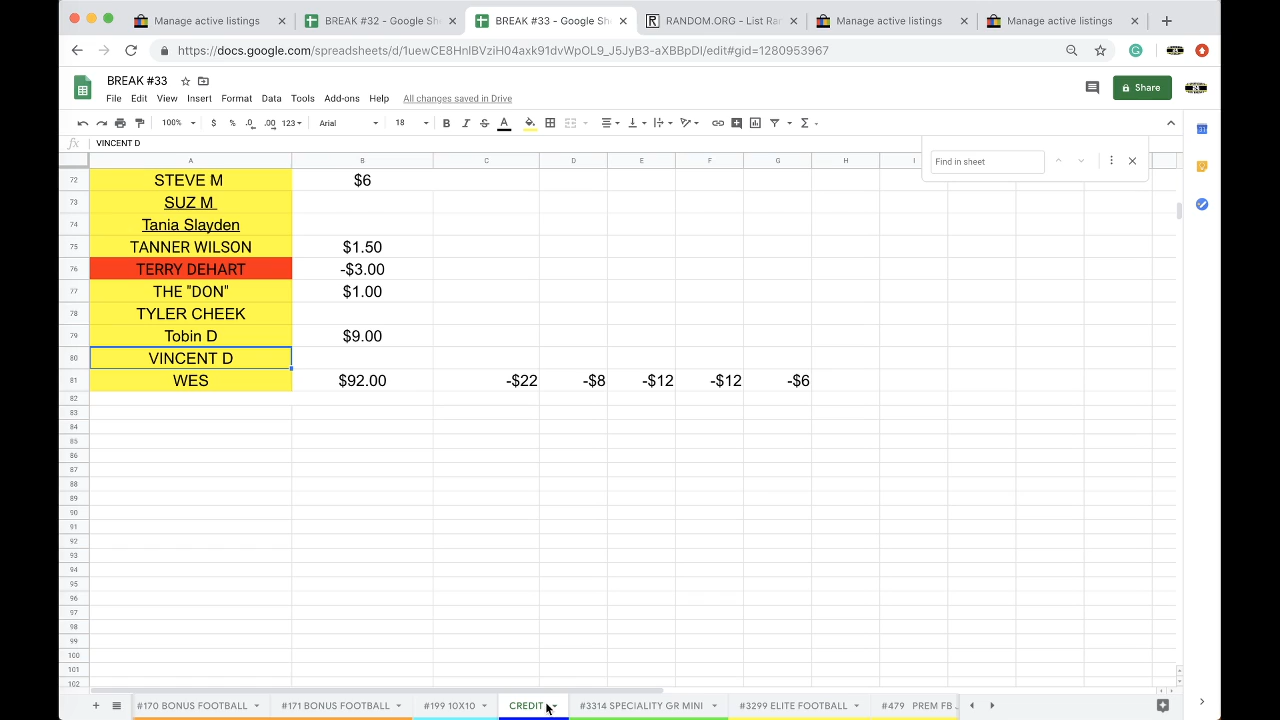 Manage active listings
BREAK #32 - Google Sh
BREAK #33 - Google Sh
RANDOM.ORG - List R
Manage active listings
Manage active listings
https://docs.google.com/spreadsheets/d/1uewCE8HnlBVziH04axk91dvWpOL9_J5JyB3-aXBBpDI/edit#gid=1280953967
BREAK #33
File Edit View Insert Format Data Tools Add-ons Help All changes saved in Drive
Share
100% $ % .0 .00 123 Arial 18 B I S A
fx VINCENT D
Find in sheet
A B C D E F G H I
72 STEVE M $6
73 SUZ M
74 Tania Slayden
75 TANNER WILSON $1.50
76 TERRY DEHART -$3.00
77 THE "DON" $1.00
78 TYLER CHEEK
79 Tobin D $9.00
80 VINCENT D
81 WES $92.00 -$22 -$8 -$12 -$12 -$6
82
83
84
85
86
87
88
89
90
91
92
93
94
95
96
97
98
99
100
101
102
#170 BONUS FOOTBALL #171 BONUS FOOTBALL CREDIT #3314 SPECIALITY GR MINI #3299 ELITE FOOTBALL #479 PREM FB